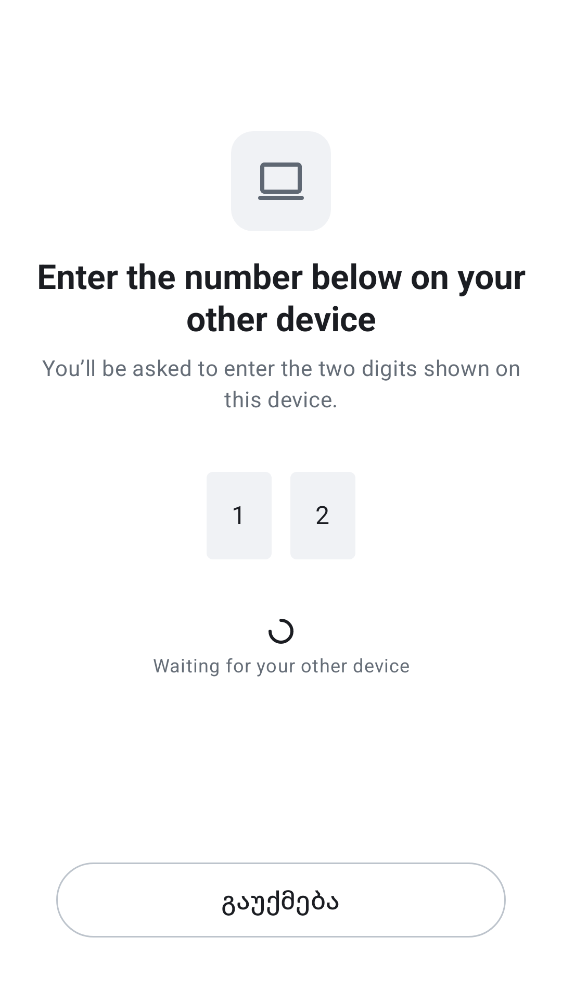 Enter the number below on your
other device
You’ll be asked to enter the two digits shown on
this device.
1 2
Waiting for your other device
გაუქმება